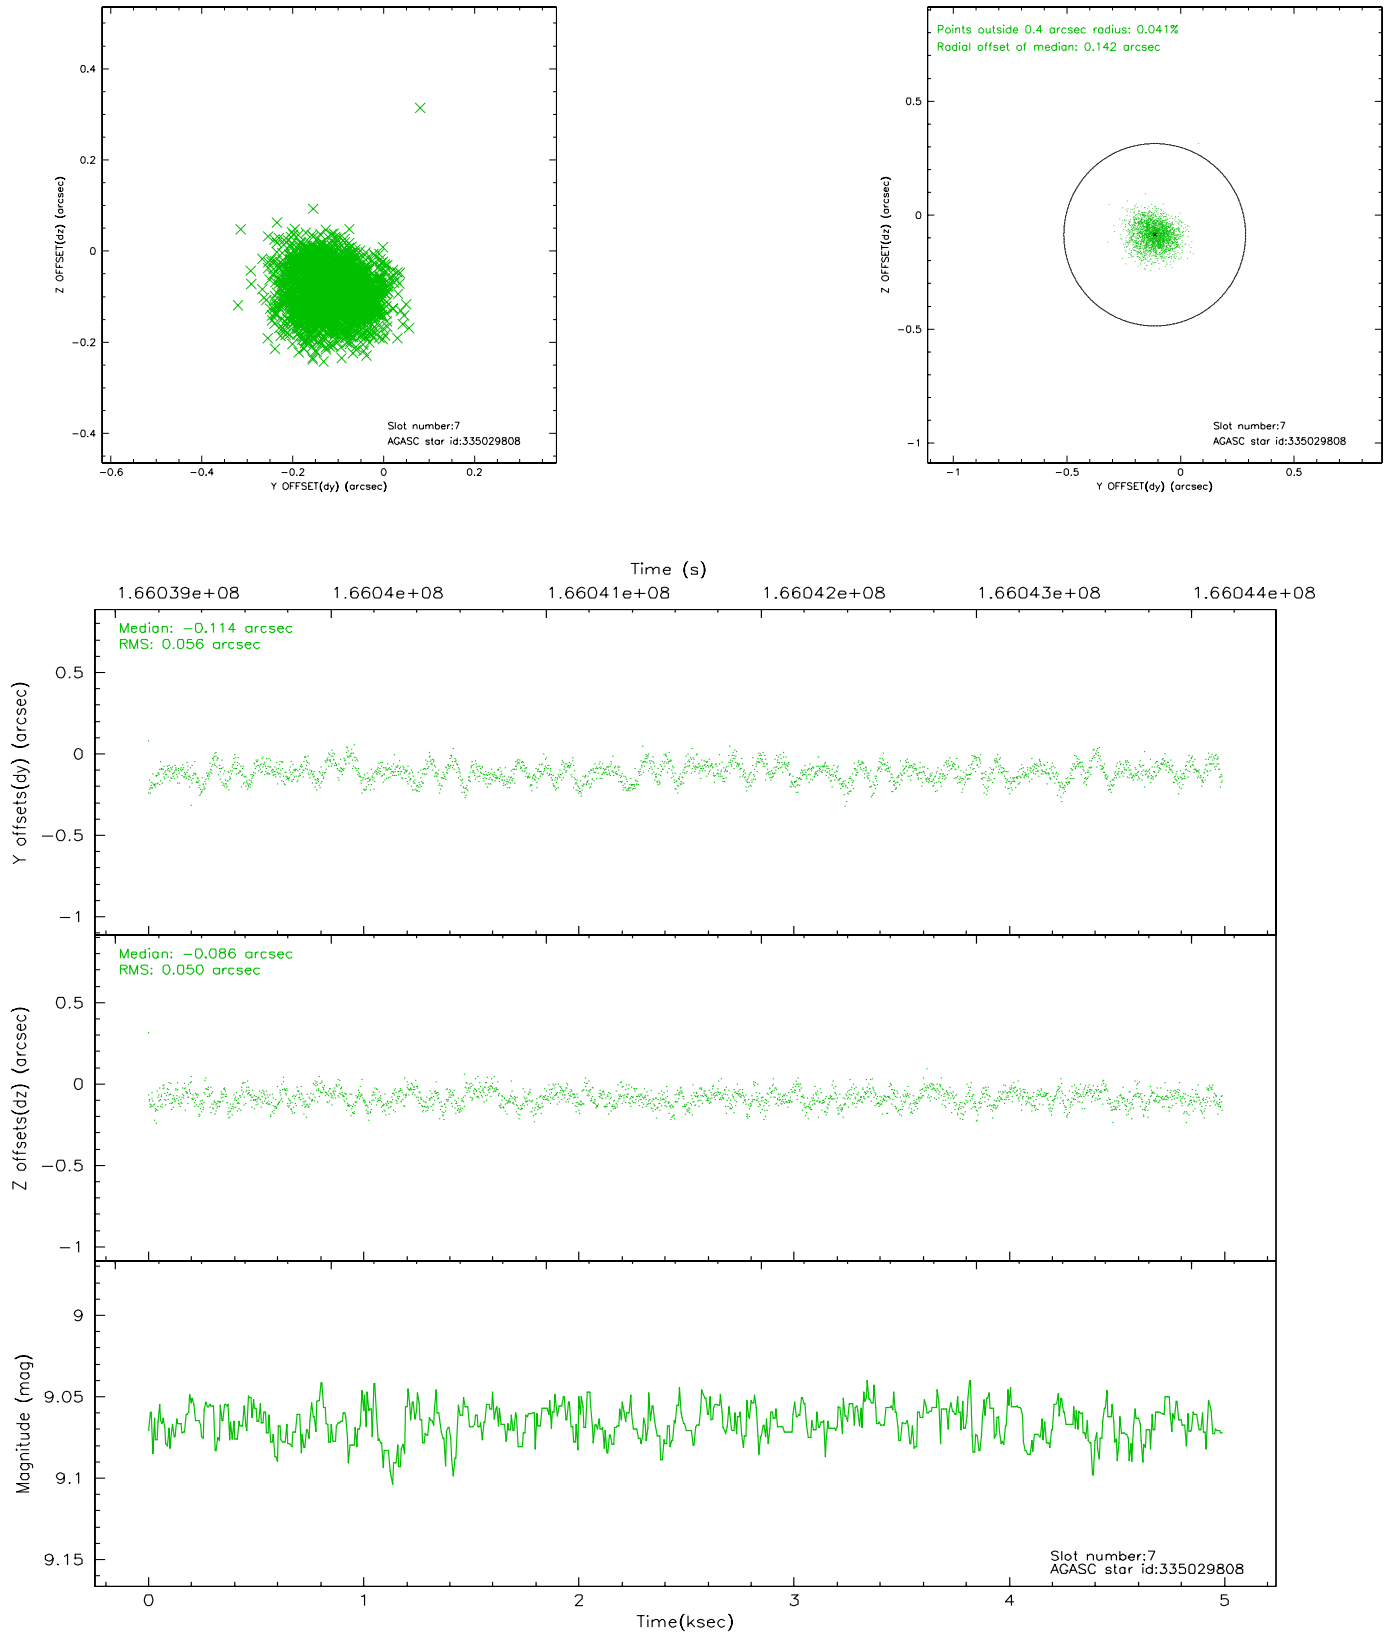 0.4
0.2
0
−0.2
−0.4
Z OFFSET(dz) (arcsec)
Slot number:7
AGASC star id:335029808
−0.6 −0.4 −0.2 0 0.2
Y OFFSET(dy) (arcsec)
Points outside 0.4 arcsec radius: 0.041%
Radial offset of median: 0.142 arcsec
0.5
0
−0.5
−1
Z OFFSET(dz) (arcsec)
Slot number:7
AGASC star id:335029808
−1 −0.5 0 0.5
Y OFFSET(dy) (arcsec)
Time (s)
1.66039e+08 1.6604e+08 1.66041e+08 1.66042e+08 1.66043e+08 1.66044e+08
Median: −0.114 arcsec
RMS: 0.056 arcsec
0.5
0
−0.5
−1
Y offsets(dy) (arcsec)
Median: −0.086 arcsec
RMS: 0.050 arcsec
0.5
0
−0.5
−1
Z offsets(dz) (arcsec)
9
9.05
9.1
9.15
Magnitude (mag)
Slot number:7
AGASC star id:335029808
0 1 2 3 4 5
Time(ksec)